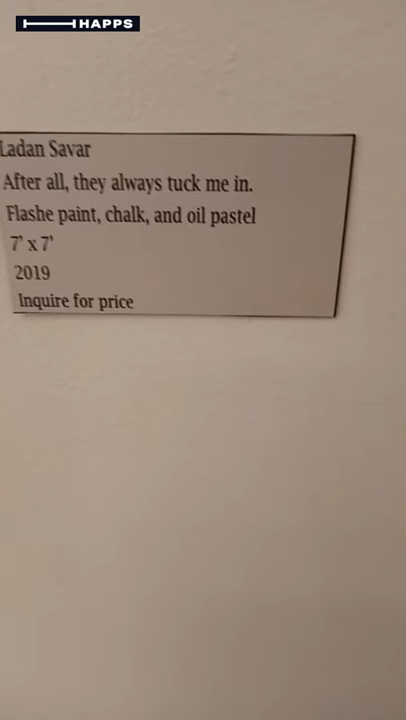 HAPPS
Ladan Savar
After all, they always tuck me in.
Flashe paint, chalk, and oil pastel
7' x 7'
2019
Inquire for price